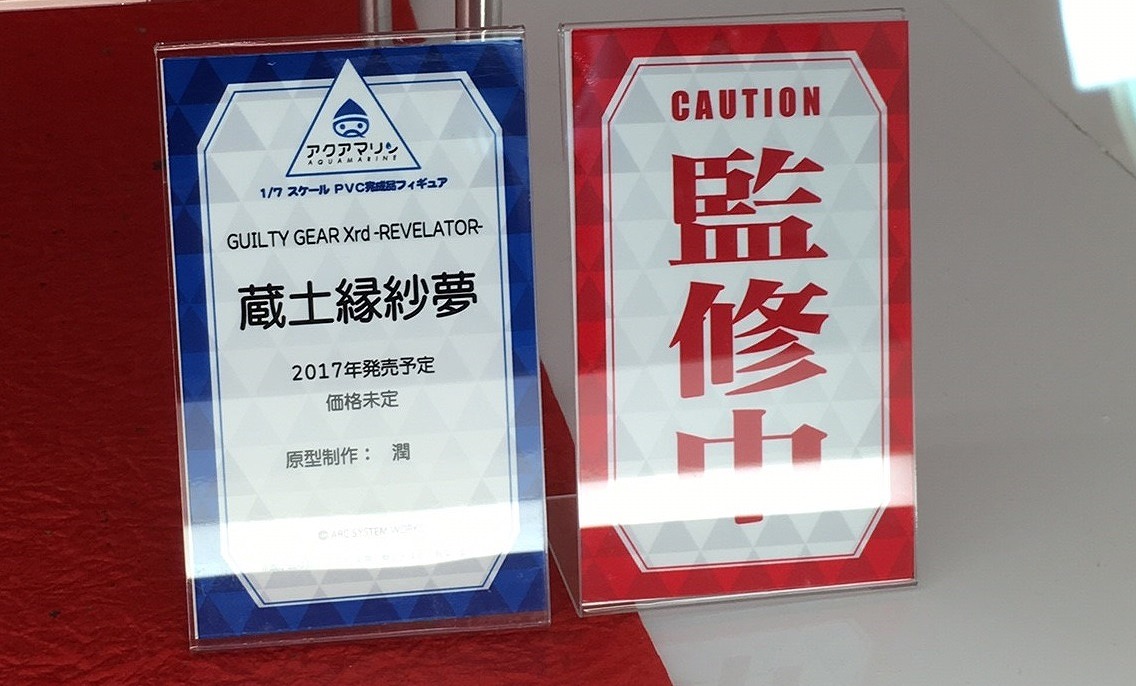 アクアマリン
AQUAMARINE
1/7 スケール PVC完成品フィギュア
GUILTY GEAR Xrd -REVELATOR-
蔵土縁紗夢
2017年発売予定
価格未定
原型制作： 潤
© ARC SYSTEM WORKS
CAUTION
監修中